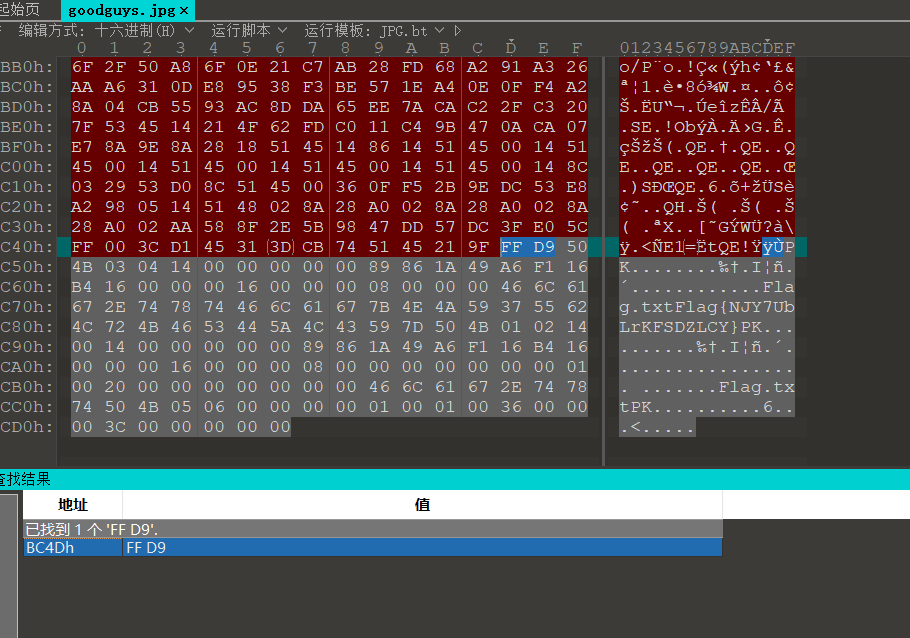 起始页 goodguys.jpg ×
编辑方式: 十六进制(H) 运行脚本 运行模板: JPG.bt
0 1 2 3 4 5 6 7 8 9 A B C D E F 0123456789ABCDEF
BB0h: 6F 2F 50 A8 6F 0E 21 C7 AB 28 FD 68 A2 91 A3 26 o/P¨o.!Ç«(ýh¢‘£&
BC0h: AA A6 31 0D E8 95 38 F3 BE 57 1E A4 0E 0F F4 A2 ª¦1.è•8ó¾W.¤..ô¢
BD0h: 8A 04 CB 55 93 AC 8D DA 65 EE 7A CA C2 2F C3 20 Š.ËU“¬.ÚeîzÊÂ/Ã
BE0h: 7F 53 45 14 21 4F 62 FD C0 11 C4 9B 47 0A CA 07 .SE.!ObýÀ.Ä›G.Ê.
BF0h: E7 8A 9E 8A 28 18 51 45 14 86 14 51 45 00 14 51 çŠžŠ(.QE.†.QE..Q
C00h: 45 00 14 51 45 00 14 51 45 00 14 51 45 00 14 8C E..QE..QE..QE..Œ
C10h: 03 29 53 D0 8C 51 45 00 36 0F F5 2B 9E DC 53 E8 .)SÐŒQE.6.õ+žÜSè
C20h: A2 98 05 14 51 48 02 8A 28 A0 02 8A 28 A0 02 8A ¢˜..QH.Š( .Š( .Š
C30h: 28 A0 02 AA 58 8F 2E 5B 98 47 DD 57 DC 3F E0 5C ( .ªX..[˜GÝWÜ?à\
C40h: FF 00 3C D1 45 31 3D CB 74 51 45 21 9F FF D9 50 ÿ.<ÑE1=ËtQE!ŸÿÙP
C50h: 4B 03 04 14 00 00 00 00 00 89 86 1A 49 A6 F1 16 K........‰†.I¦ñ.
C60h: B4 16 00 00 00 16 00 00 00 08 00 00 00 46 6C 61 ´............Fla
C70h: 67 2E 74 78 74 46 6C 61 67 7B 4E 4A 59 37 55 62 g.txtFlag{NJY7Ub
C80h: 4C 72 4B 46 53 44 5A 4C 43 59 7D 50 4B 01 02 14 LrKFSDZLCY}PK...
C90h: 00 14 00 00 00 00 00 89 86 1A 49 A6 F1 16 B4 16 .......‰†.I¦ñ.´.
CA0h: 00 00 00 16 00 00 00 08 00 00 00 00 00 00 00 01 ................
CB0h: 00 20 00 00 00 00 00 00 00 46 6C 61 67 2E 74 78 . .......Flag.tx
CC0h: 74 50 4B 05 06 00 00 00 00 01 00 01 00 36 00 00 tPK..........6..
CD0h: 00 3C 00 00 00 00 00 .<.....
查找结果
地址 值
已找到 1 个 'FF D9'.
BC4Dh FF D9